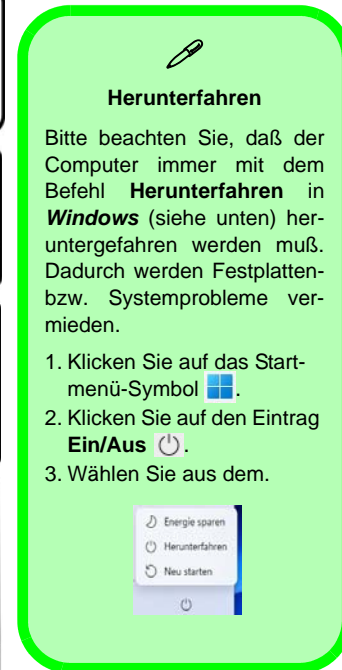 Herunterfahren
Bitte beachten Sie, daß der
Computer immer mit dem
Befehl Herunterfahren in
Windows (siehe unten) her-
untergefahren werden muß.
Dadurch werden Festplatten-
bzw. Systemprobleme ver-
mieden.
1. Klicken Sie auf das Start-
menü-Symbol .
2. Klicken Sie auf den Eintrag
Ein/Aus .
3. Wählen Sie aus dem.
Energie sparen
Herunterfahren
Neu starten